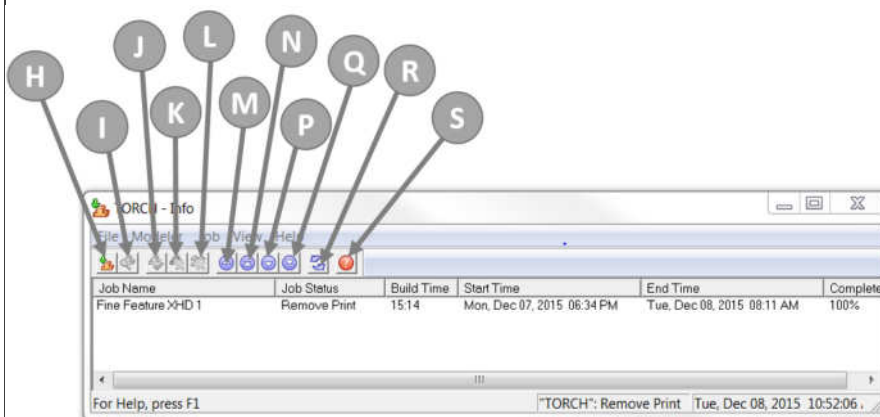 L
N
J
Q
R
H
M
K
P
S
I
TORCH - Info
File Modeler Job View Help
Job Name Job Status Build Time Start Time End Time Complete
Fine Feature XHD 1 Remove Print 15:14 Mon, Dec 07, 2015 06:34 PM Tue, Dec 08, 2015 08:11 AM 100%
For Help, press F1 "TORCH": Remove Print Tue, Dec 08, 2015 10:52:06